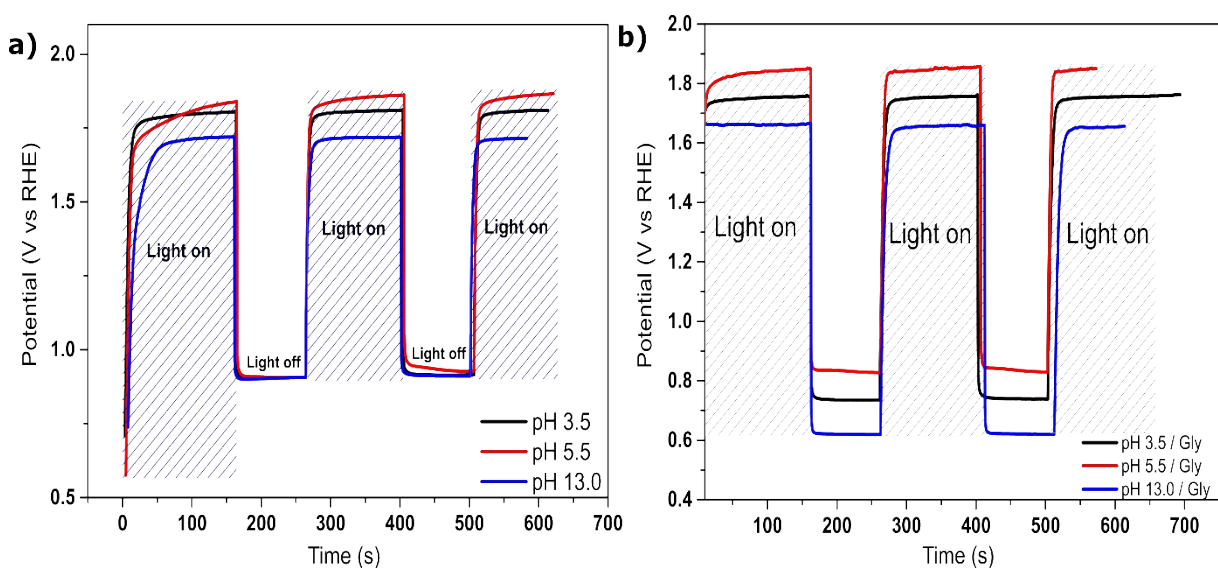 a)
Potential (V vs RHE)
2.0
1.5
1.0
0.5
Light on
Light off
Light on
Light off
Light on
pH 3.5
pH 5.5
pH 13.0
0 100 200 300 400 500 600 700
Time (s)
b)
Potential (V vs RHE)
2.0
1.8
1.6
1.4
1.2
1.0
0.8
0.6
0.4
Light on
Light on
Light on
pH 3.5 / Gly
pH 5.5 / Gly
pH 13.0 / Gly
100 200 300 400 500 600 700
Time (s)